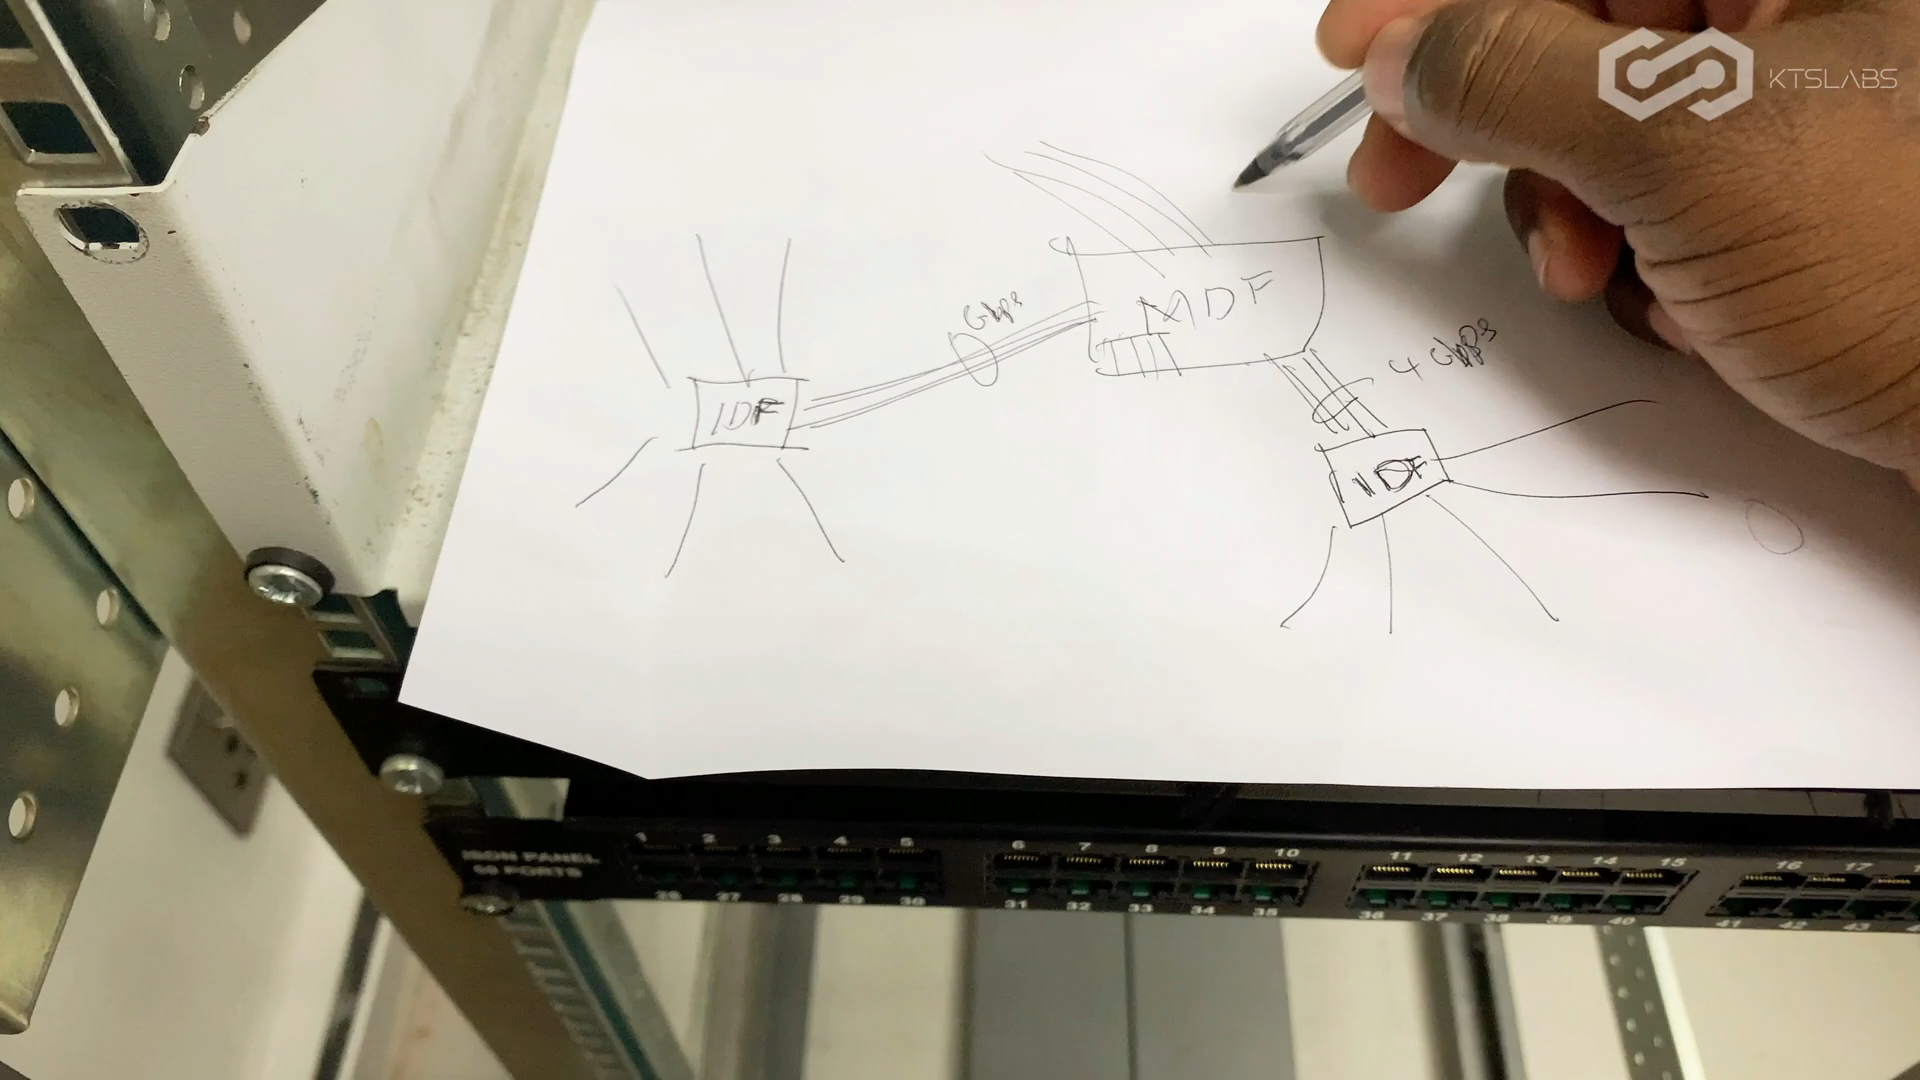 KTSLABS
MDF
Gbps
4 Gbps
IDF
IDF
1 2 3 4 5 6 7 8 9 10 11 12 13 14 15 16 17
50 PORTS
26 27 28 29 30 31 32 33 34 35 36 37 38 39 40 41 42 43